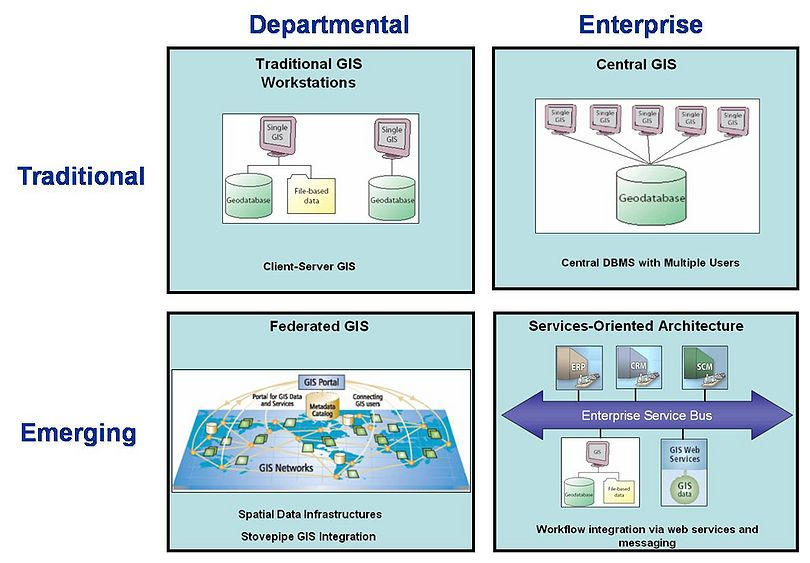 Departmental
Enterprise
Traditional
Traditional GIS
Workstations
Single
GIS
Single
GIS
Geodatabase
File-based
data
Geodatabase
Client-Server GIS
Central GIS
Single
GIS
Single
GIS
Single
GIS
Single
GIS
Single
GIS
Geodatabase
Central DBMS with Multiple Users
Emerging
Federated GIS
GIS Portal
Portal for GIS Data
and Services
Metadata
Catalog
Connecting
GIS users
GIS Networks
Spatial Data Infrastructures
Stovepipe GIS Integration
Services-Oriented Architecture
ERP
CRM
SCM
Enterprise Service Bus
GIS
Geodatabase
File-based
data
GIS Web
Services
GIS
data
Workflow integration via web services and
messaging